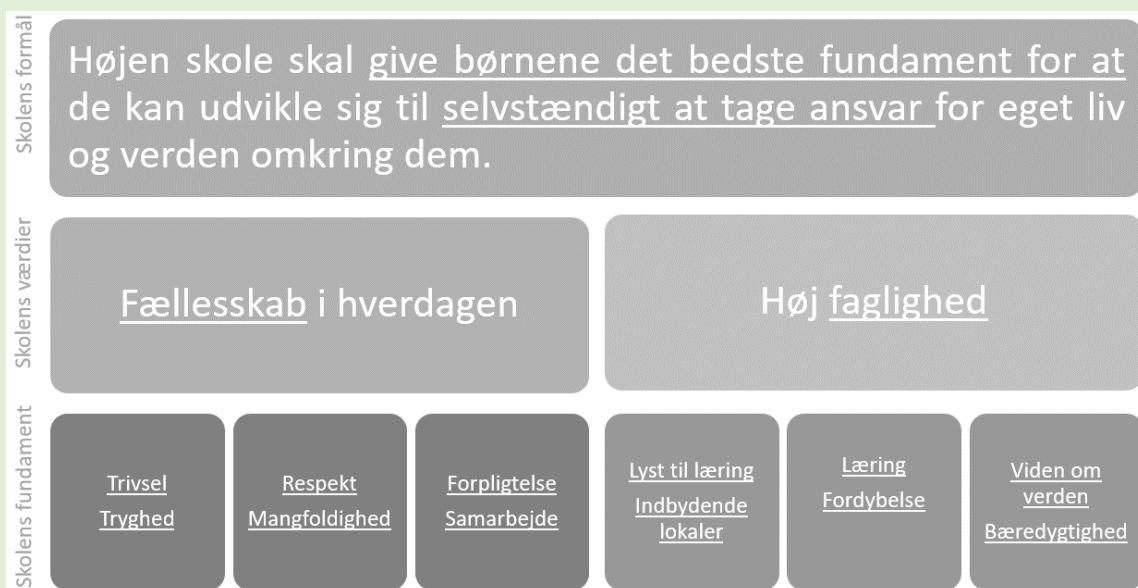 Skolens formål
Højen skole skal give børnene det bedste fundament for at
de kan udvikle sig til selvstændigt at tage ansvar for eget liv
og verden omkring dem.
Skolens værdier
Fællesskab i hverdagen
Høj faglighed
Skolens fundament
Trivsel
Tryghed
Respekt
Mangfoldighed
Forpligtelse
Samarbejde
Lyst til læring
Indbydende
lokaler
Læring
Fordybelse
Viden om
verden
Bæredygtighed